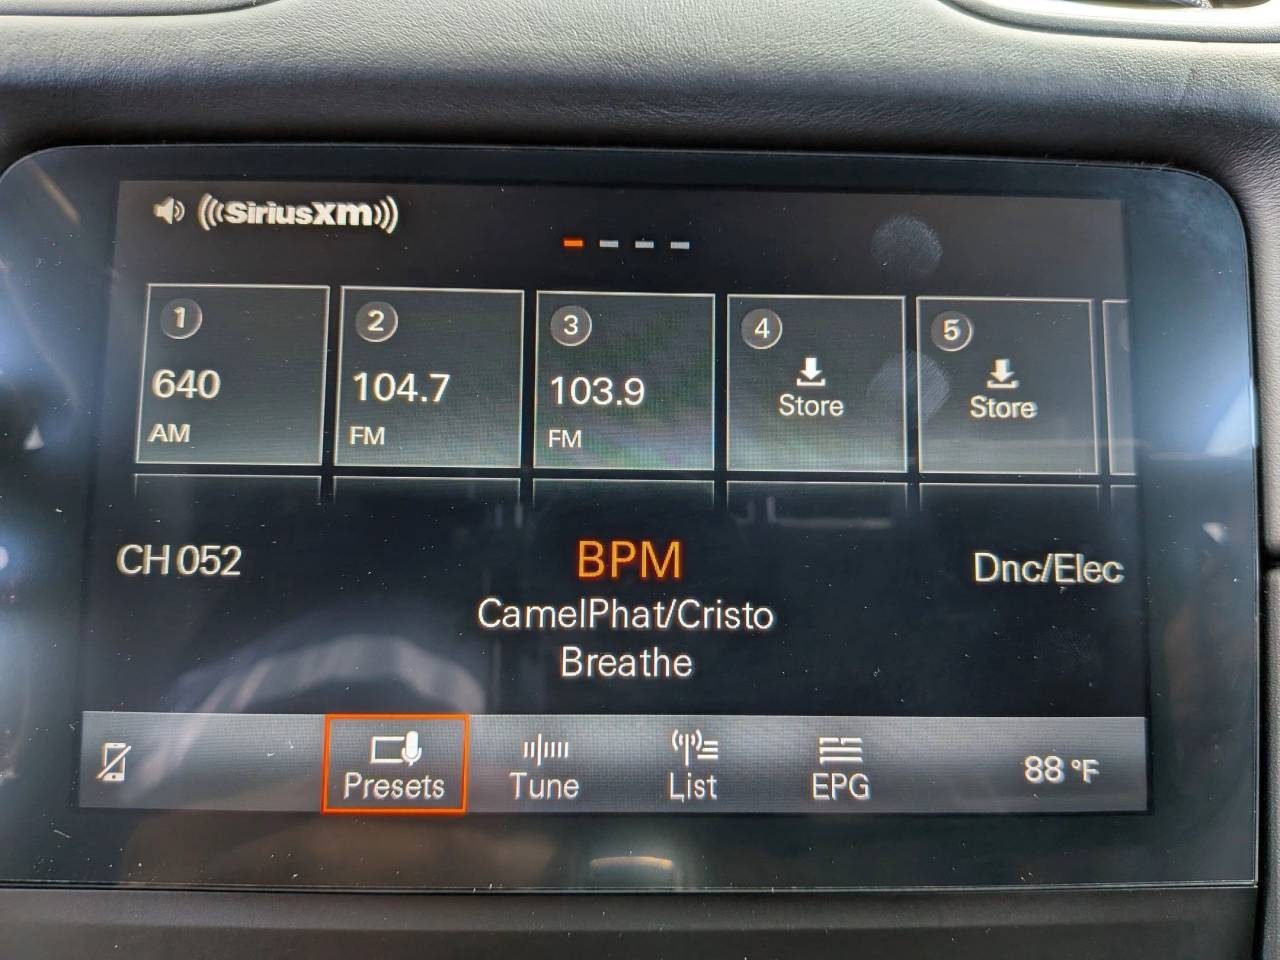 SiriusXM
1 2 3 4 5
640 104.7 103.9 Store Store
AM FM FM
CH 052 BPM Dnc/Elec
CamelPhat/Cristo
Breathe
Presets Tune List EPG 88 °F